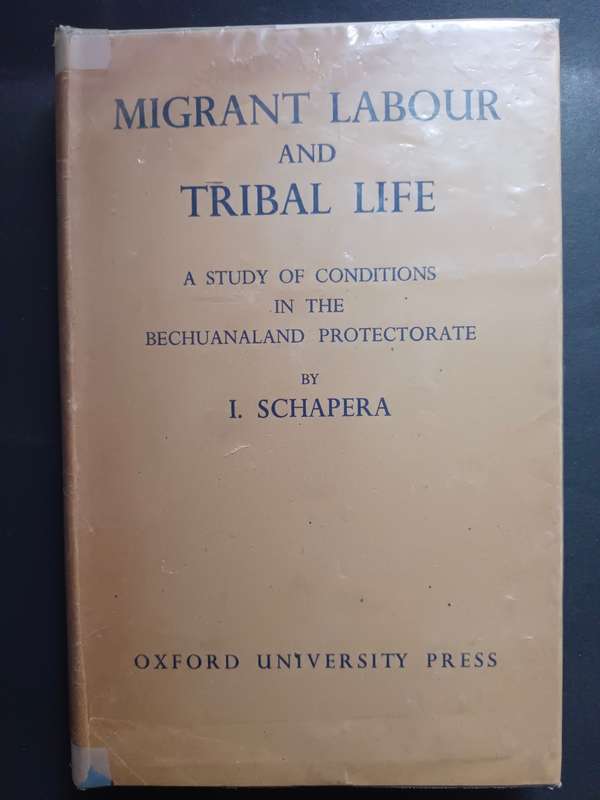 MIGRANT LABOUR
AND
TRIBAL LIFE
A STUDY OF CONDITIONS
IN THE
BECHUANALAND PROTECTORATE
BY
I. SCHAPERA
OXFORD UNIVERSITY PRESS